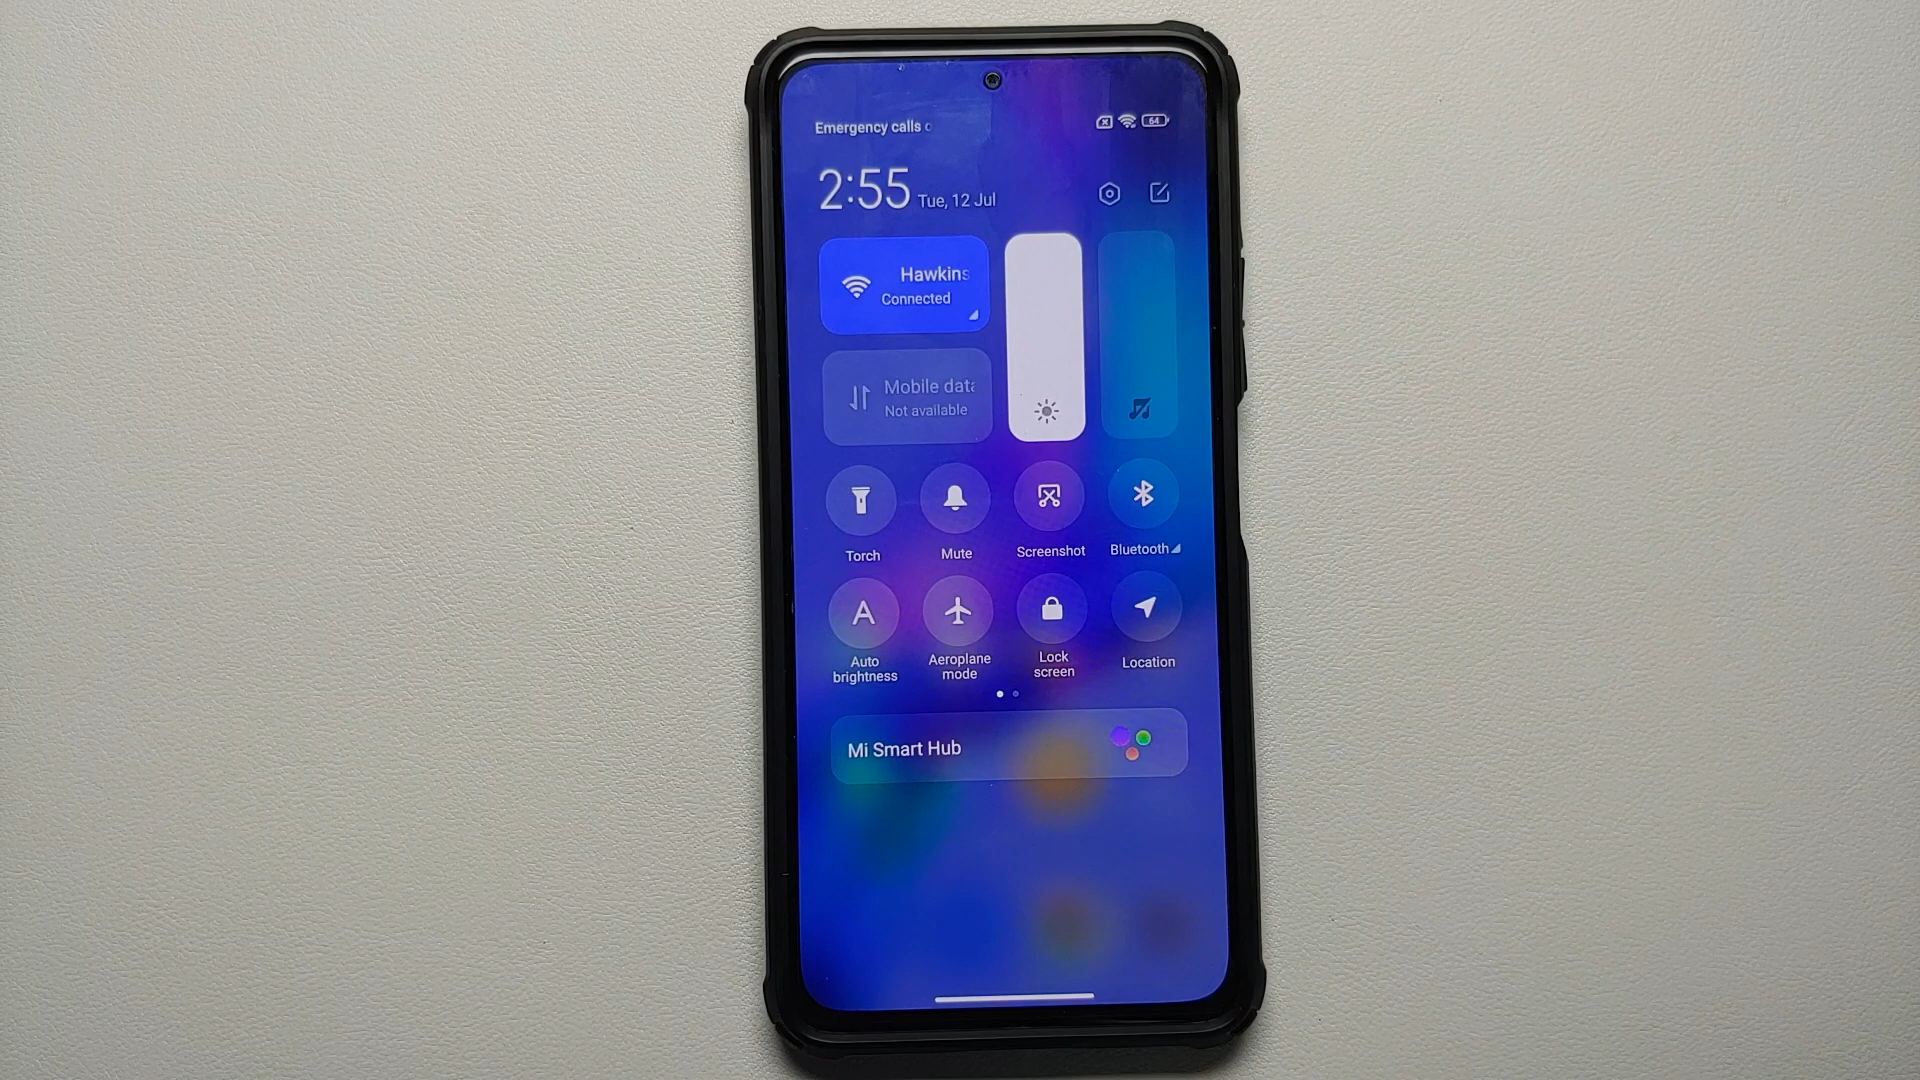 Emergency calls
64
2:55 Tue, 12 Jul
Hawkins
Connected
Mobile data
Not available
Torch
Mute
Screenshot
Bluetooth
A
Auto
brightness
Aeroplane
mode
Lock
screen
Location
Mi Smart Hub